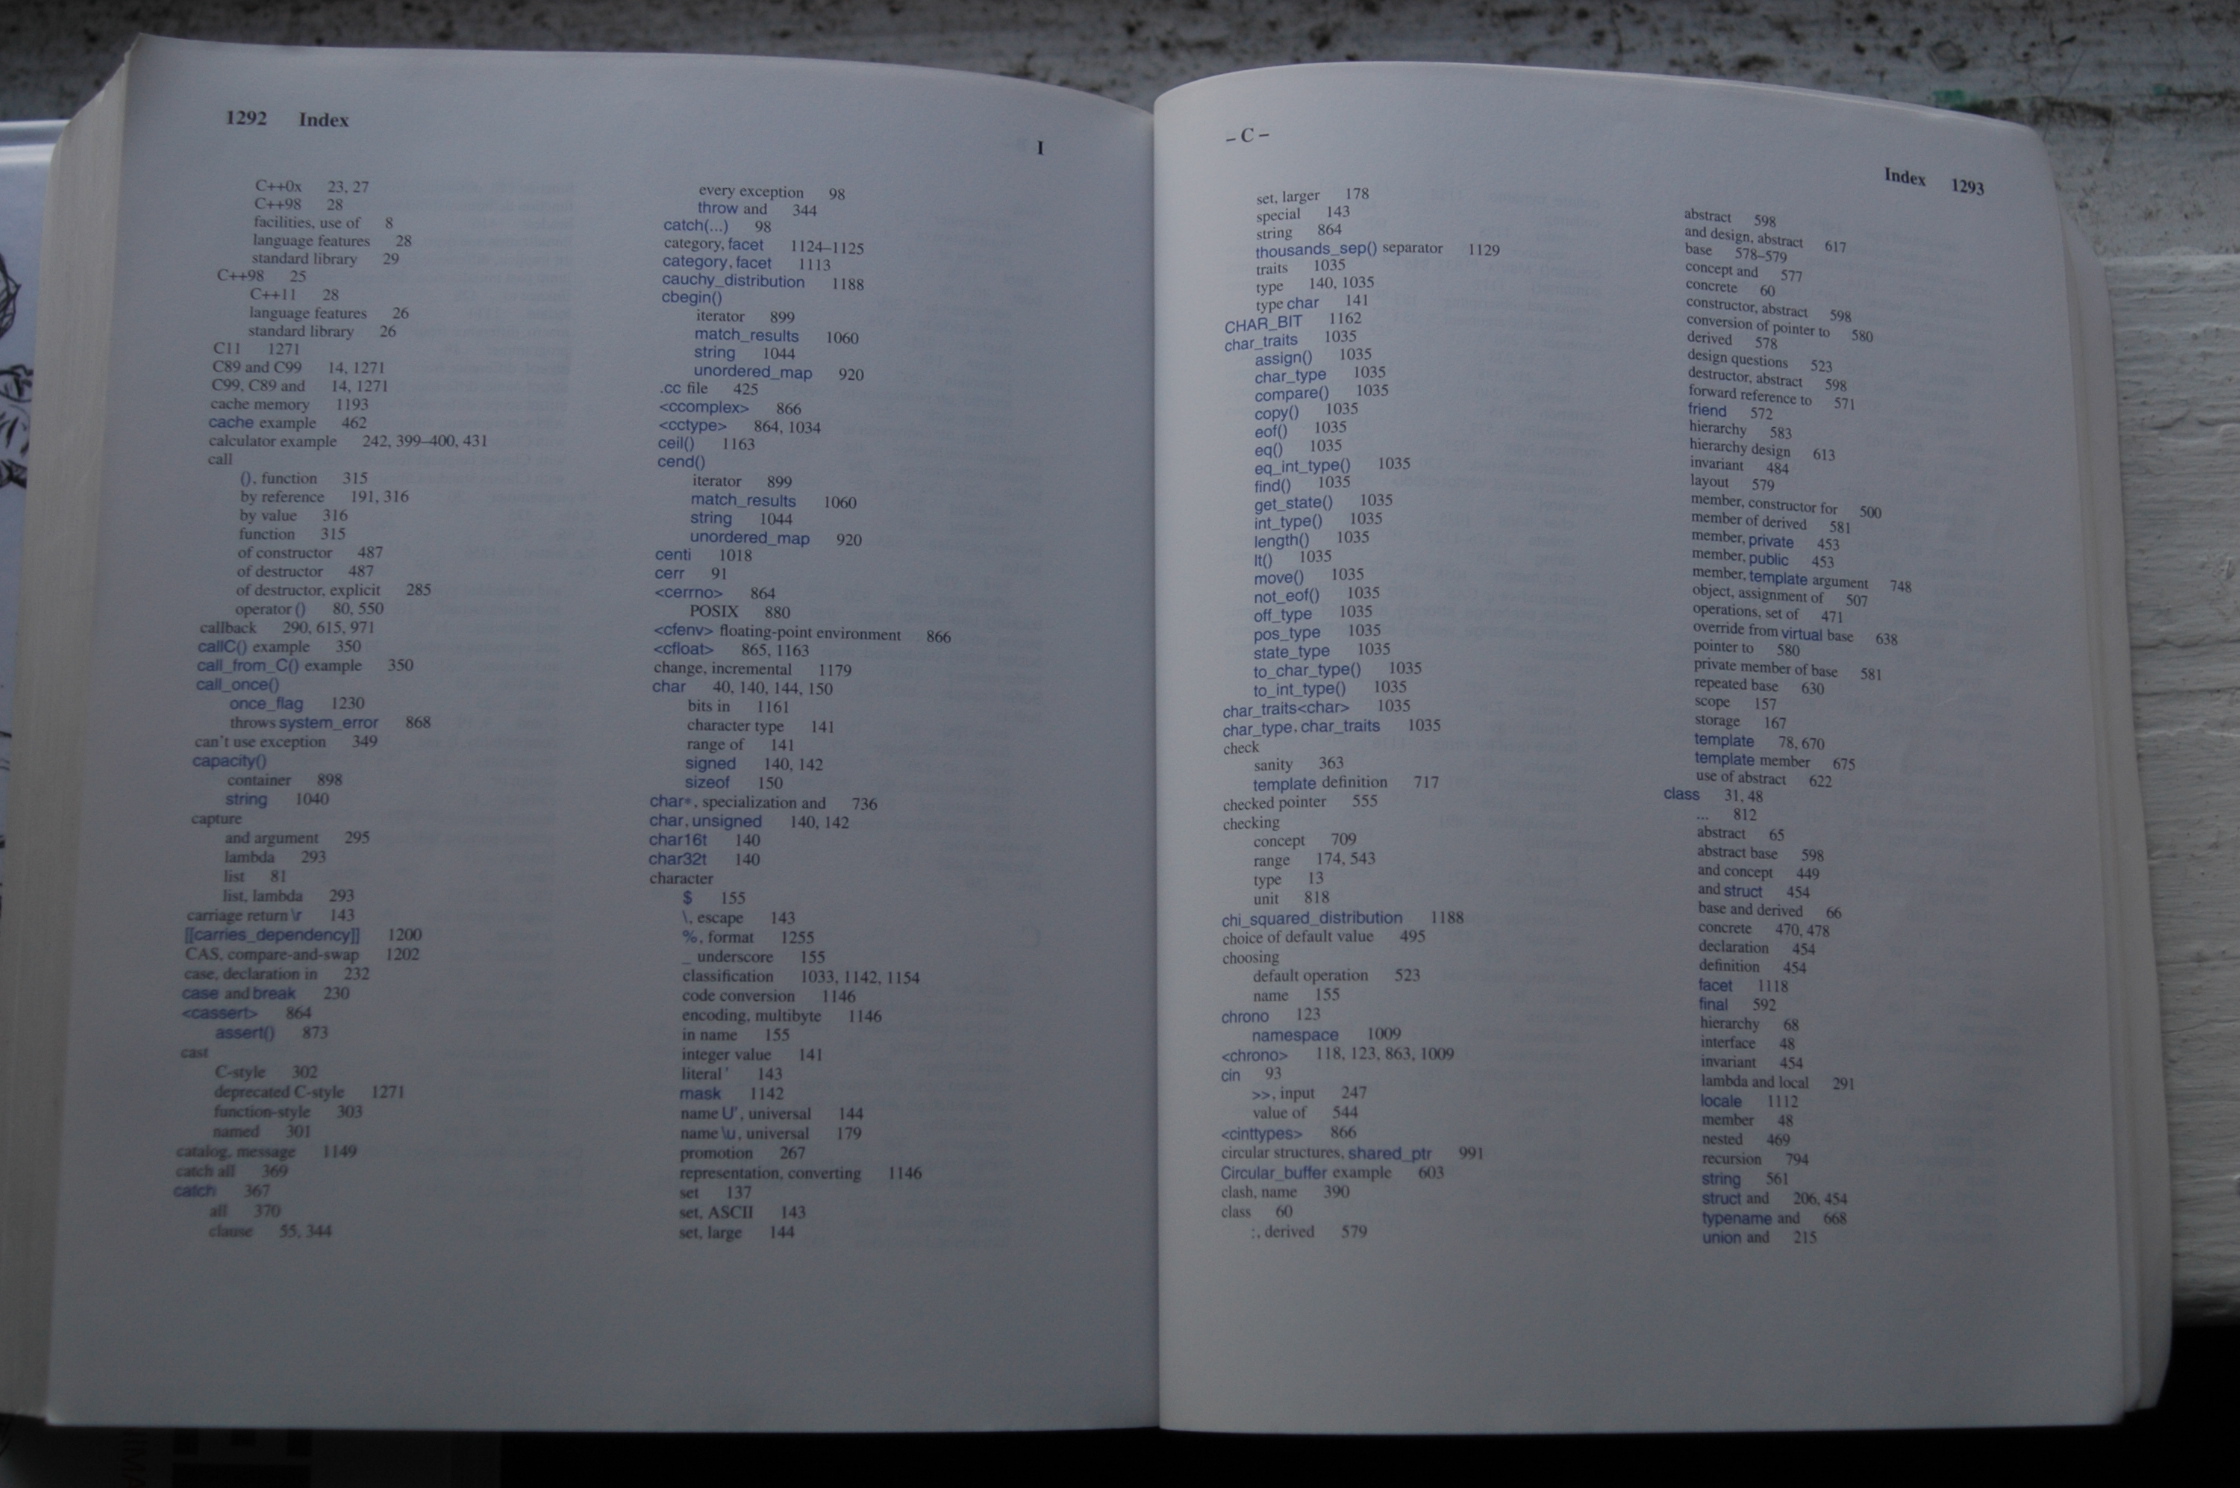 1292 Index
I
C++0x 23, 27
C++98 28
facilities, use of 8
language features 28
standard library 29
C++98 25
C++11 28
language features 26
standard library 26
C11 1271
C89 and C99 14, 1271
C99, C89 and 14, 1271
cache memory 1193
cache example 462
calculator example 242, 399–400, 431
call
(), function 315
by reference 191, 316
by value 316
function 315
of constructor 487
of destructor 487
of destructor, explicit 285
operator () 80, 550
callback 290, 615, 971
callC() example 350
call_from_C() example 350
call_once()
once_flag 1230
throws system_error 868
can't use exception 349
capacity()
container 898
string 1040
capture
and argument 295
lambda 293
list 81
list, lambda 293
carriage return \r 143
[[carries_dependency]] 1200
CAS, compare-and-swap 1202
case, declaration in 232
case and break 230
<cassert> 864
assert() 873
cast
C-style 302
deprecated C-style 1271
function-style 303
named 301
catalog, message 1149
catch all 369
catch 367
all 370
clause 55, 344
every exception 98
throw and 344
catch(...) 98
category, facet 1124–1125
category, facet 1113
cauchy_distribution 1188
cbegin()
iterator 899
match_results 1060
string 1044
unordered_map 920
.cc file 425
<ccomplex> 866
<cctype> 864, 1034
ceil() 1163
cend()
iterator 899
match_results 1060
string 1044
unordered_map 920
centi 1018
cerr 91
<cerrno> 864
POSIX 880
<cfenv> floating-point environment 866
<cfloat> 865, 1163
change, incremental 1179
char 40, 140, 144, 150
bits in 1161
character type 141
range of 141
signed 140, 142
sizeof 150
char*, specialization and 736
char, unsigned 140, 142
char16t 140
char32t 140
character
$ 155
\, escape 143
%, format 1255
_ underscore 155
classification 1033, 1142, 1154
code conversion 1146
encoding, multibyte 1146
in name 155
integer value 141
literal ' 143
mask 1142
name U', universal 144
name \u, universal 179
promotion 267
representation, converting 1146
set 137
set, ASCII 143
set, large 144
– C –
Index 1293
set, larger 178
special 143
string 864
thousands_sep() separator 1129
traits 1035
type 140, 1035
type char 141
CHAR_BIT 1162
char_traits 1035
assign() 1035
char_type 1035
compare() 1035
copy() 1035
eof() 1035
eq() 1035
eq_int_type() 1035
find() 1035
get_state() 1035
int_type() 1035
length() 1035
lt() 1035
move() 1035
not_eof() 1035
off_type 1035
pos_type 1035
state_type 1035
to_char_type() 1035
to_int_type() 1035
char_traits<char> 1035
char_type, char_traits 1035
check
sanity 363
template definition 717
checked pointer 555
checking
concept 709
range 174, 543
type 13
unit 818
chi_squared_distribution 1188
choice of default value 495
choosing
default operation 523
name 155
chrono 123
namespace 1009
<chrono> 118, 123, 863, 1009
cin 93
>>, input 247
value of 544
<cinttypes> 866
circular structures, shared_ptr 991
Circular_buffer example 603
clash, name 390
class 60
:, derived 579
abstract 598
and design, abstract 617
base 578–579
concept and 577
concrete 60
constructor, abstract 598
conversion of pointer to 580
derived 578
design questions 523
destructor, abstract 598
forward reference to 571
friend 572
hierarchy 583
hierarchy design 613
invariant 484
layout 579
member, constructor for 500
member of derived 581
member, private 453
member, public 453
member, template argument 748
object, assignment of 507
operations, set of 471
override from virtual base 638
pointer to 580
private member of base 581
repeated base 630
scope 157
storage 167
template 78, 670
template member 675
use of abstract 622
class 31, 48
... 812
abstract 65
abstract base 598
and concept 449
and struct 454
base and derived 66
concrete 470, 478
declaration 454
definition 454
facet 1118
final 592
hierarchy 68
interface 48
invariant 454
lambda and local 291
locale 1112
member 48
nested 469
recursion 794
string 561
struct and 206, 454
typename and 668
union and 215